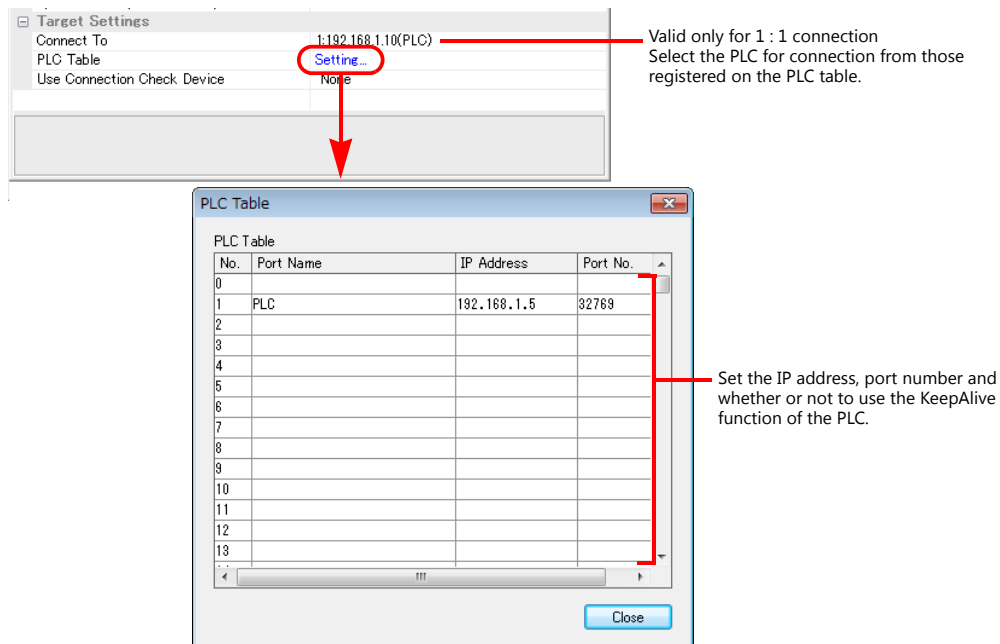 Target Settings
Connect To 1:192.168.1.10(PLC)
PLC Table Setting...
Use Connection Check Device None
Valid only for 1 : 1 connection
Select the PLC for connection from those
registered on the PLC table.
PLC Table
PLC Table
No. Port Name IP Address Port No.
0
1 PLC 192.168.1.5 32769
2
3
4
5
6
7
8
9
10
11
12
13
Set the IP address, port number and
whether or not to use the KeepAlive
function of the PLC.
Close